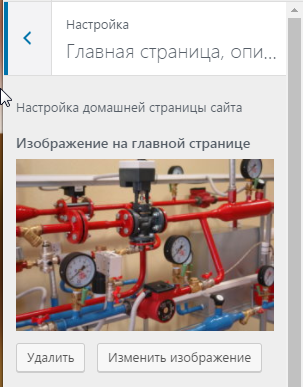 Настройка
Главная страница, опи...
Настройка домашней страницы сайта
Изображение на главной странице
Удалить
Изменить изображение